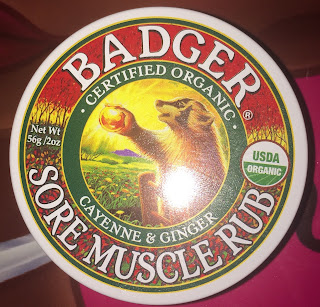 BADGER®
• CERTIFIED ORGANIC •
Net Wt
56g /2oz
USDA
ORGANIC
CAYENNE & GINGER
SORE MUSCLE RUB